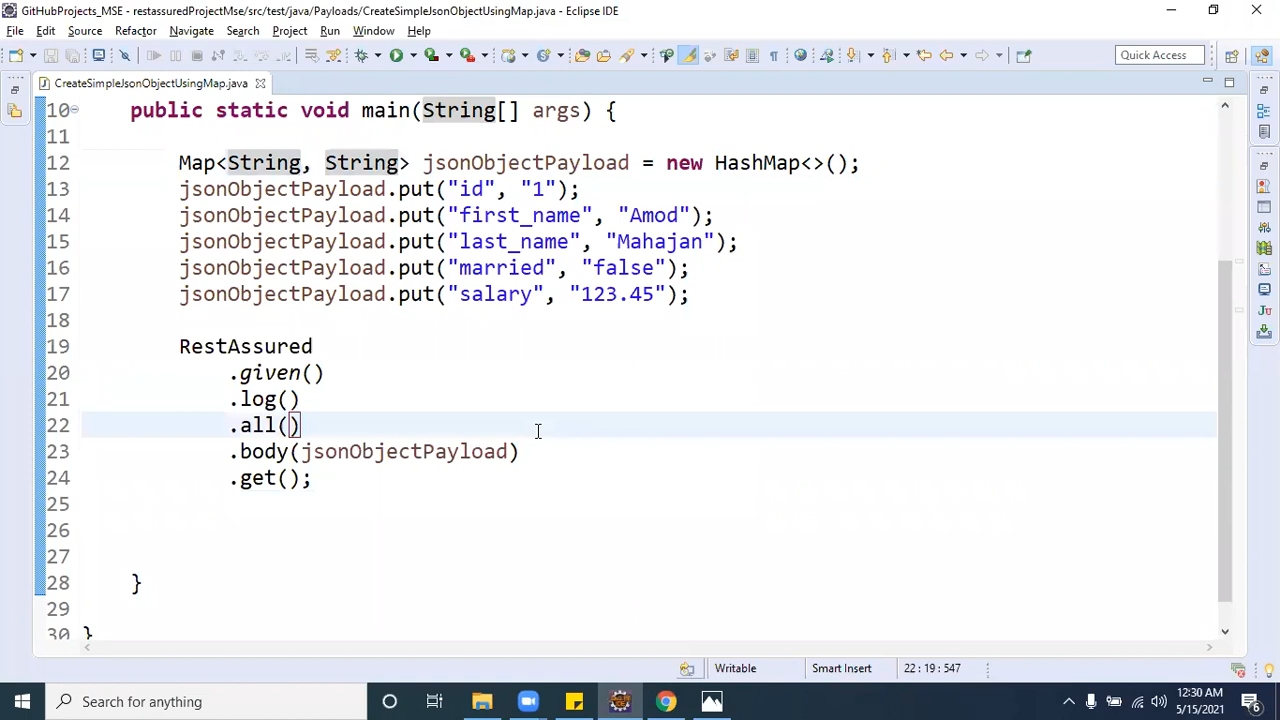 GitHubProjects_MSE - restassuredProjectMse/src/test/java/Payloads/CreateSimpleJsonObjectUsingMap.java - Eclipse IDE
File Edit Source Refactor Navigate Search Project Run Window Help
Quick Access
CreateSimpleJsonObjectUsingMap.java
10 public static void main(String[] args) {
11
12 Map<String, String> jsonObjectPayload = new HashMap<>();
13 jsonObjectPayload.put("id", "1");
14 jsonObjectPayload.put("first_name", "Amod");
15 jsonObjectPayload.put("last_name", "Mahajan");
16 jsonObjectPayload.put("married", "false");
17 jsonObjectPayload.put("salary", "123.45");
18
19 RestAssured
20 .given()
21 .log()
22 .all()
23 .body(jsonObjectPayload)
24 .get();
25
26
27
28 }
29
30 }
Writable Smart Insert 22 : 19 : 547
Search for anything
12:30 AM
5/15/2021
6